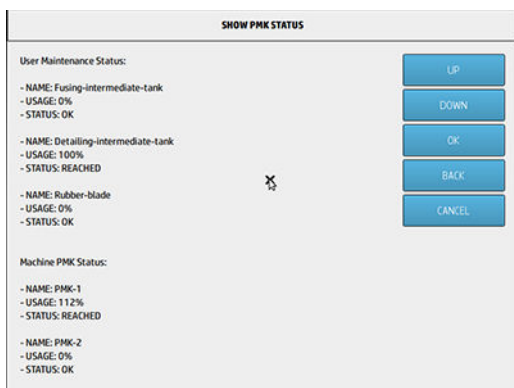 SHOW PMK STATUS
User Maintenance Status:
- NAME: Fusing-intermediate-tank
- USAGE: 0%
- STATUS: OK
- NAME: Detailing-intermediate-tank
- USAGE: 100%
- STATUS: REACHED
- NAME: Rubber-blade
- USAGE: 0%
- STATUS: OK
Machine PMK Status:
- NAME: PMK-1
- USAGE: 112%
- STATUS: REACHED
- NAME: PMK-2
- USAGE: 0%
- STATUS: OK
UP
DOWN
OK
BACK
CANCEL